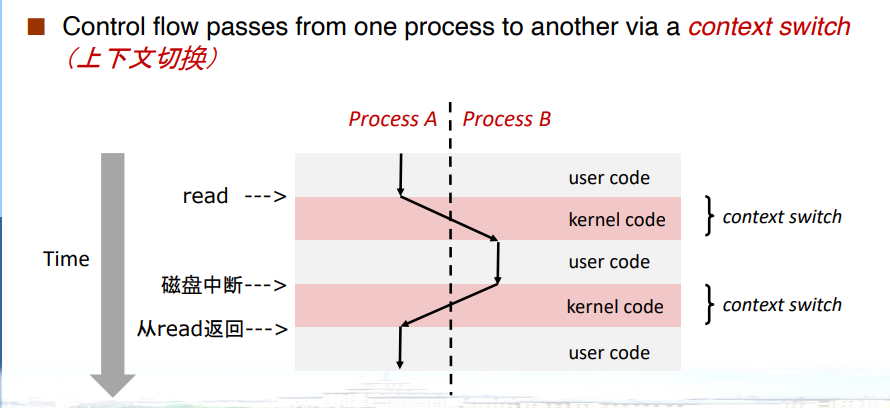 Control flow passes from one process to another via a context switch
（上下文切换）
Process A
Process B
user code
read --->
kernel code
context switch
Time
user code
磁盘中断--->
kernel code
context switch
从read返回--->
user code